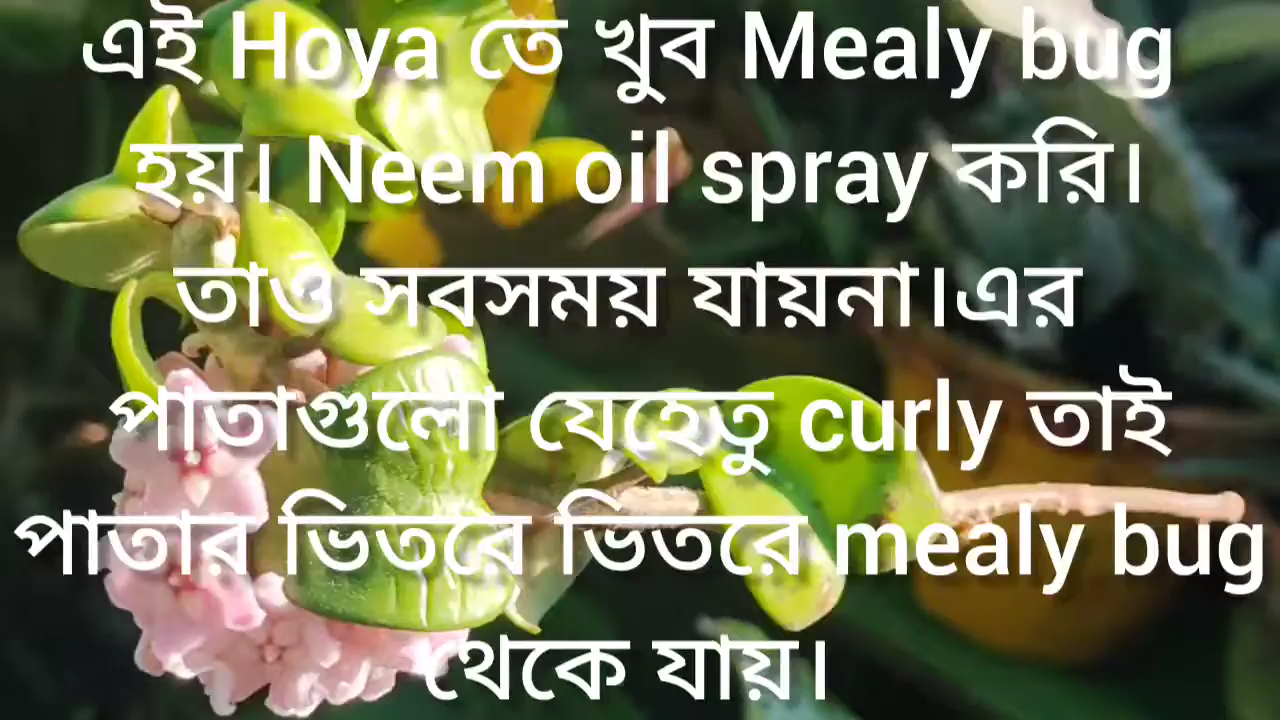 এই Hoya তে খুব Mealy bug
হয়। Neem oil spray করি।
তাও সবসময় যায়না।এর
পাতাগুলো যেহেতু curly তাই
পাতার ভিতরে ভিতরে mealy bug
থেকে যায়।